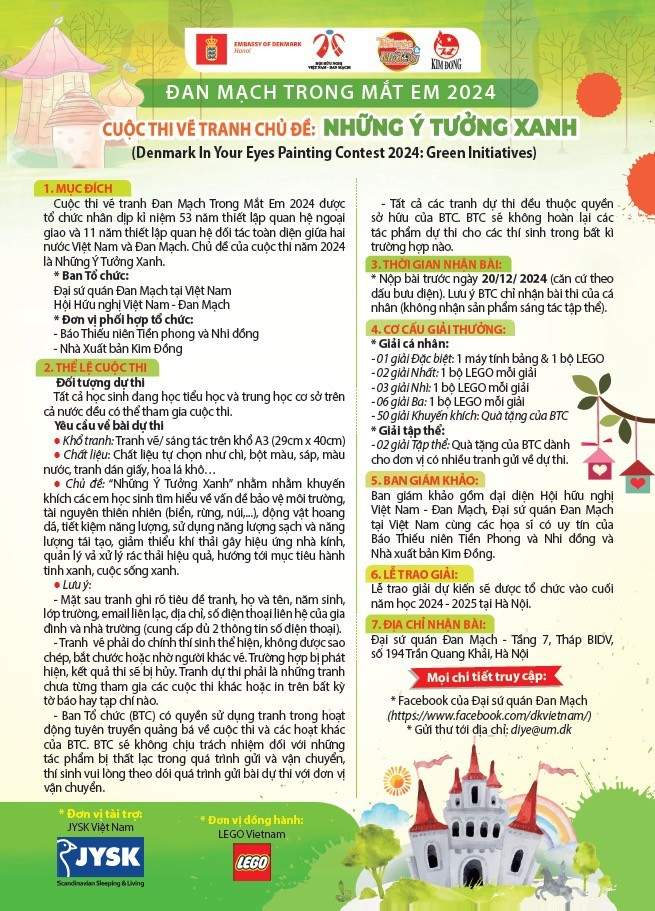 EMBASSY OF DENMARK
Hanoi
HỘI HỮU NGHỊ
VIỆT NAM - ĐAN MẠCH
KIM ĐỒNG
ĐAN MẠCH TRONG MẮT EM 2024
CUỘC THI VẼ TRANH CHỦ ĐỀ: NHỮNG Ý TƯỞNG XANH
(Denmark In Your Eyes Painting Contest 2024: Green Initiatives)
1. MỤC ĐÍCH
Cuộc thi vẽ tranh Đan Mạch Trong Mắt Em 2024 được
tổ chức nhân dịp kỉ niệm 53 năm thiết lập quan hệ ngoại
giao và 11 năm thiết lập quan hệ đối tác toàn diện giữa hai
nước Việt Nam và Đan Mạch. Chủ đề của cuộc thi năm 2024
là Những Ý Tưởng Xanh.
* Ban Tổ chức:
Đại sứ quán Đan Mạch tại Việt Nam
Hội Hữu nghị Việt Nam - Đan Mạch
* Đơn vị phối hợp tổ chức:
- Báo Thiếu niên Tiền phong và Nhi đồng
- Nhà Xuất bản Kim Đồng
2. THỂ LỆ CUỘC THI
Đối tượng dự thi
Tất cả học sinh đang học tiểu học và trung học cơ sở trên
cả nước đều có thể tham gia cuộc thi.
Yêu cầu về bài dự thi
● Khổ tranh: Tranh vẽ/ sáng tác trên khổ A3 (29cm x 40cm)
● Chất liệu: Chất liệu tự chọn như chì, bột màu, sáp, màu
nước, tranh dán giấy, hoa lá khô…
● Chủ đề: "Những Ý Tưởng Xanh" nhằm nhằm khuyến
khích các em học sinh tìm hiểu về vấn đề bảo vệ môi trường,
tài nguyên thiên nhiên (biển, rừng, núi,...), động vật hoang
dã, tiết kiệm năng lượng, sử dụng năng lượng sạch và năng
lượng tái tạo, giảm thiểu khí thải gây hiệu ứng nhà kính,
quản lý và xử lý rác thải hiệu quả, hướng tới mục tiêu hành
tinh xanh, cuộc sống xanh.
● Lưu ý:
- Mặt sau tranh ghi rõ tiêu đề tranh, họ và tên, năm sinh,
lớp trường, email liên lạc, địa chỉ, số điện thoại liên hệ của gia
đình và nhà trường (cung cấp đủ 2 thông tin số điện thoại).
- Tranh vẽ phải do chính thí sinh thể hiện, không được sao
chép, bắt chước hoặc nhờ người khác vẽ. Trường hợp bị phát
hiện, kết quả thi sẽ bị hủy. Tranh dự thi phải là những tranh
chưa từng tham gia các cuộc thi khác hoặc in trên bất kỳ
tờ báo hay tạp chí nào.
- Ban Tổ chức (BTC) có quyền sử dụng tranh trong hoạt
động tuyên truyền quảng bá về cuộc thi và các hoạt khác
của BTC. BTC sẽ không chịu trách nhiệm đối với những
tác phẩm bị thất lạc trong quá trình gửi và vận chuyển,
thí sinh vui lòng theo dõi quá trình gửi bài dự thi với đơn vị
vận chuyển.
- Tất cả các tranh dự thi đều thuộc quyền
sở hữu của BTC. BTC sẽ không hoàn lại các
tác phẩm dự thi cho các thí sinh trong bất kì
trường hợp nào.
3. THỜI GIAN NHẬN BÀI:
* Nộp bài trước ngày 20/12/ 2024 (căn cứ theo
dấu bưu điện). Lưu ý BTC chỉ nhận bài thi của cá
nhân (không nhận sản phẩm sáng tác tập thể).
4. CƠ CẤU GIẢI THƯỞNG:
* Giải cá nhân:
- 01 giải Đặc biệt: 1 máy tính bảng & 1 bộ LEGO
- 02 giải Nhất: 1 bộ LEGO mỗi giải
- 03 giải Nhì: 1 bộ LEGO mỗi giải
- 06 giải Ba: 1 bộ LEGO mỗi giải
- 50 giải Khuyến khích: Quà tặng của BTC
* Giải tập thể:
- 02 giải Tập thể: Quà tặng của BTC dành
cho đơn vị có nhiều tranh gửi về dự thi.
5. BAN GIÁM KHẢO:
Ban giám khảo gồm đại diện Hội hữu nghị
Việt Nam - Đan Mạch, Đại sứ quán Đan Mạch
tại Việt Nam cùng các họa sĩ có uy tín của
Báo Thiếu niên Tiền Phong và Nhi đồng và
Nhà xuất bản Kim Đồng.
6. LỄ TRAO GIẢI:
Lễ trao giải dự kiến sẽ được tổ chức vào cuối
năm học 2024 - 2025 tại Hà Nội.
7. ĐỊA CHỈ NHẬN BÀI:
Đại sứ quán Đan Mạch - Tầng 7, Tháp BIDV,
số 194 Trần Quang Khải, Hà Nội
Mọi chi tiết truy cập:
* Facebook của Đại sứ quán Đan Mạch
(https://www.facebook.com/dkvietnam/)
* Gửi thư tới địa chỉ: diye@um.dk
* Đơn vị tài trợ:
JYSK Việt Nam
JYSK
Scandinavian Sleeping & Living
* Đơn vị đồng hành:
LEGO Vietnam
LEGO